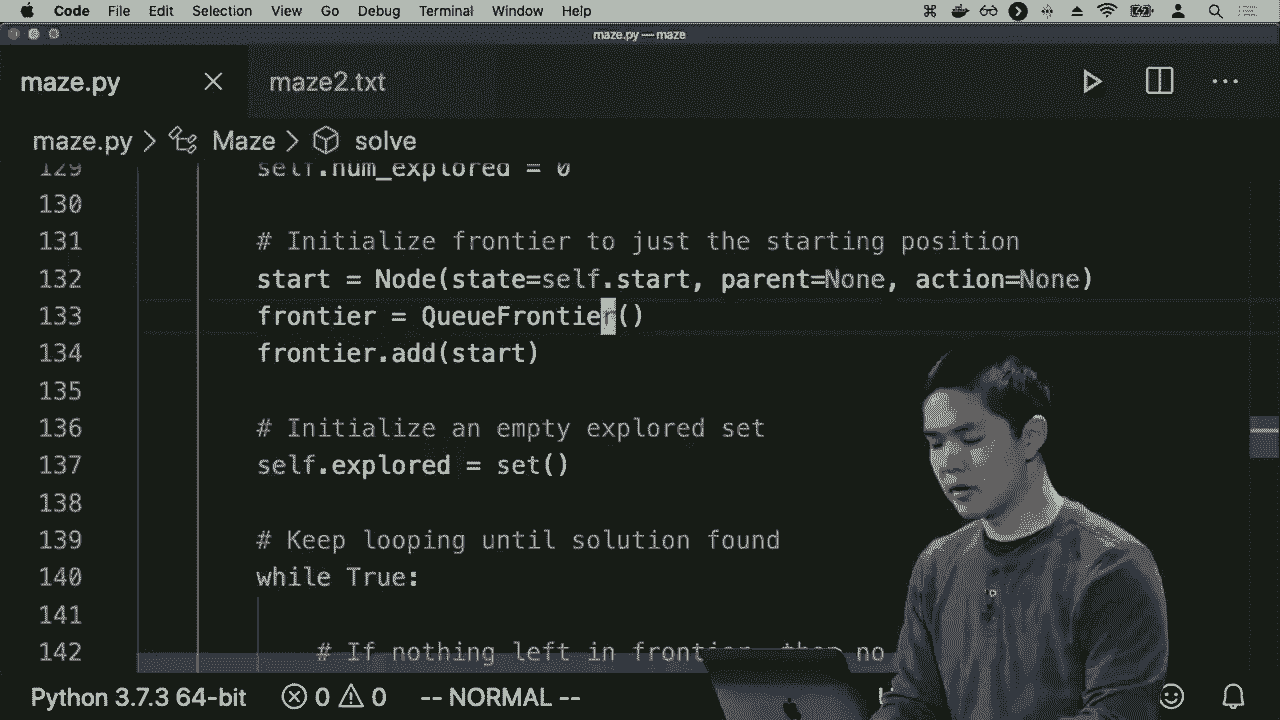 Code File Edit Selection View Go Debug Terminal Window Help
maze.py — maze
maze.py maze2.txt
maze.py > Maze > solve
129 self.num_explored = 0
130
131 # Initialize frontier to just the starting position
132 start = Node(state=self.start, parent=None, action=None)
133 frontier = QueueFrontier()
134 frontier.add(start)
135
136 # Initialize an empty explored set
137 self.explored = set()
138
139 # Keep looping until solution found
140 while True:
141
142 # If nothing left in frontier, then no
Python 3.7.3 64-bit 0 0 -- NORMAL --